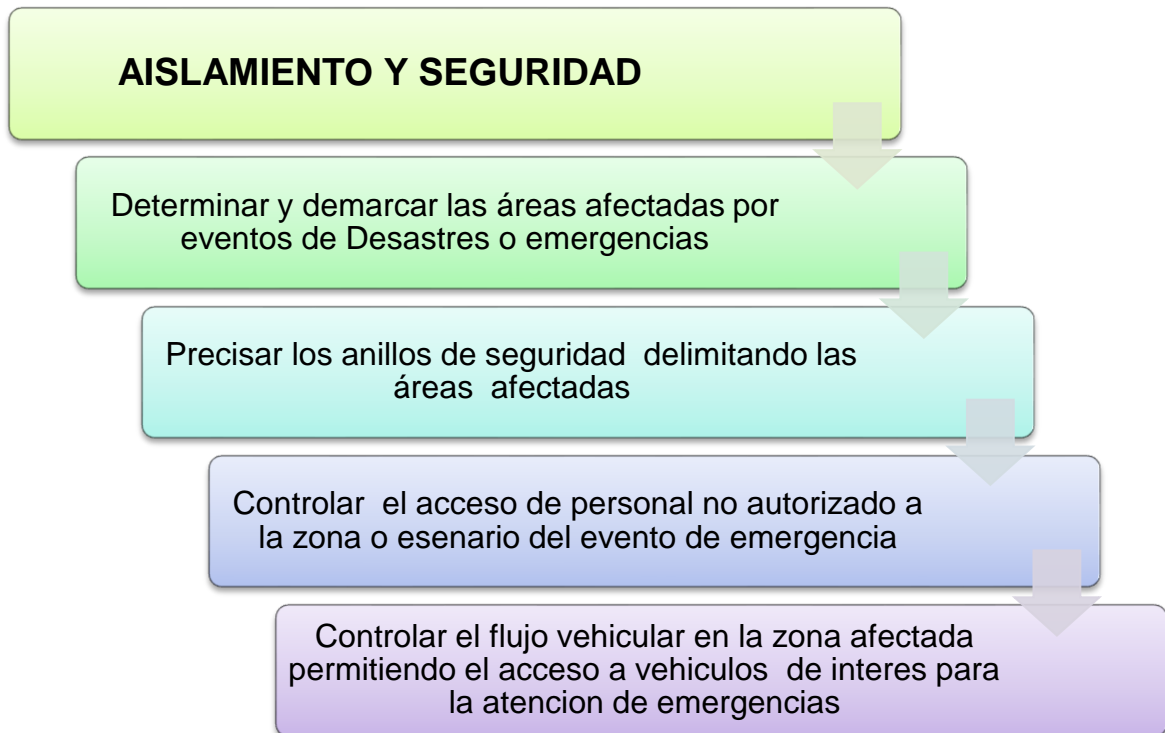 AISLAMIENTO Y SEGURIDAD
Determinar y demarcar las áreas afectadas por
eventos de Desastres o emergencias
Precisar los anillos de seguridad delimitando las
áreas afectadas
Controlar el acceso de personal no autorizado a
la zona o esenario del evento de emergencia
Controlar el flujo vehicular en la zona afectada
permitiendo el acceso a vehiculos de interes para
la atencion de emergencias